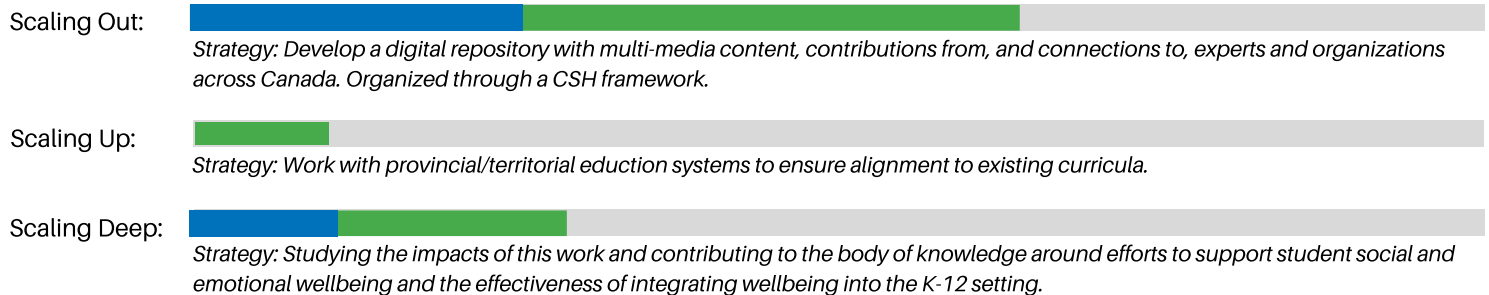 Scaling Out:
Strategy: Develop a digital repository with multi-media content, contributions from, and connections to, experts and organizations
across Canada. Organized through a CSH framework.
Scaling Up:
Strategy: Work with provincial/territorial eduction systems to ensure alignment to existing curricula.
Scaling Deep:
Strategy: Studying the impacts of this work and contributing to the body of knowledge around efforts to support student social and
emotional wellbeing and the effectiveness of integrating wellbeing into the K-12 setting.